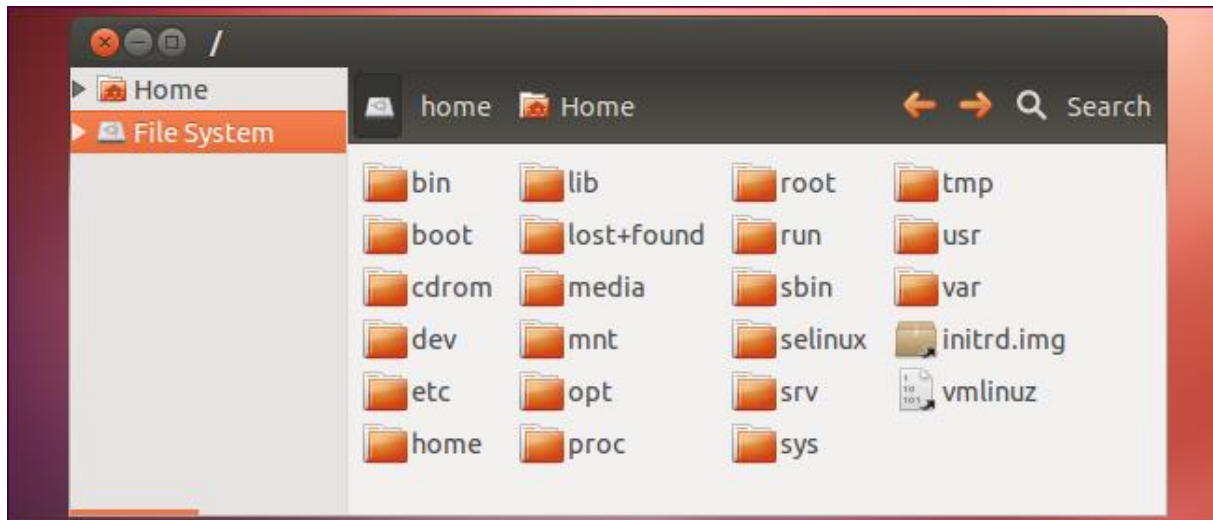 /
Home
File System
home Home Search
bin lib root tmp
boot lost+found run usr
cdrom media sbin var
dev mnt selinux initrd.img
etc opt srv vmlinuz
home proc sys